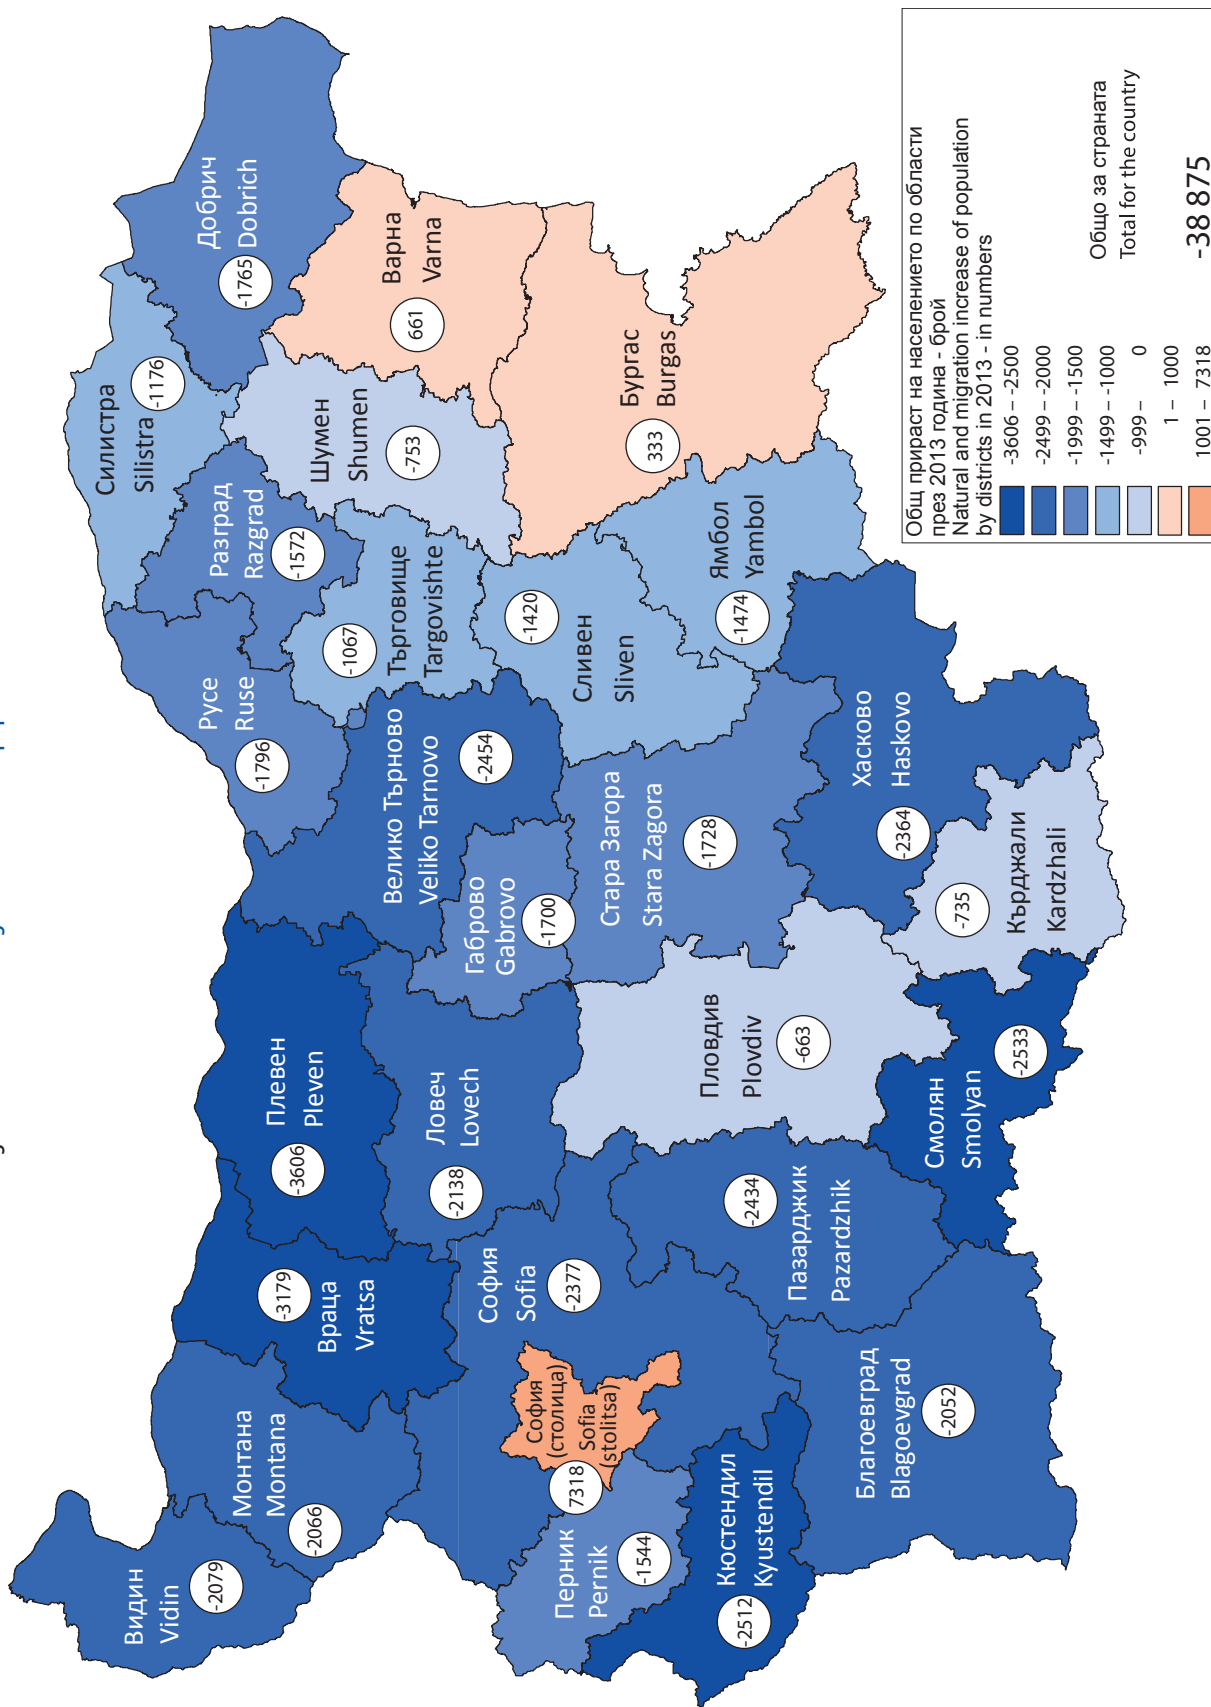 Видин
Vidin
-2079
Монтана
Montana
-2066
Враца
Vratsa
-3179
Плевен
Pleven
-3606
Ловеч
Lovech
-2138
София
Sofia
-2377
София
(столица)
Sofia
(stolitsa)
7318
Перник
Pernik
-1544
Кюстендил
Kyustendil
-2512
Благоевград
Blagoevgrad
-2052
Пазарджик
Pazardzhik
-2434
Пловдив
Plovdiv
-663
Смолян
Smolyan
-2533
Велико Търново
Veliko Tarnovo
-2454
Габрово
Gabrovo
-1700
Русе
Ruse
-1796
Разград
Razgrad
-1572
Силистра
Silistra
-1176
Добрич
Dobrich
-1765
Варна
Varna
661
Шумен
Shumen
-753
Търговище
Targovishte
-1067
Сливен
Sliven
-1420
Ямбол
Yambol
-1474
Бургас
Burgas
333
Стара Загора
Stara Zagora
-1728
Хасково
Haskovo
-2364
Кърджали
Kardzhali
-735
Общ прираст на населението по области
през 2013 година - брой
Natural and migration increase of population
by districts in 2013 - in numbers
-3606 – -2500
-2499 – -2000
-1999 – -1500
-1499 – -1000
-999 – 0
1 – 1000
1001 – 7318
Общо за страната
Total for the country
-38 875